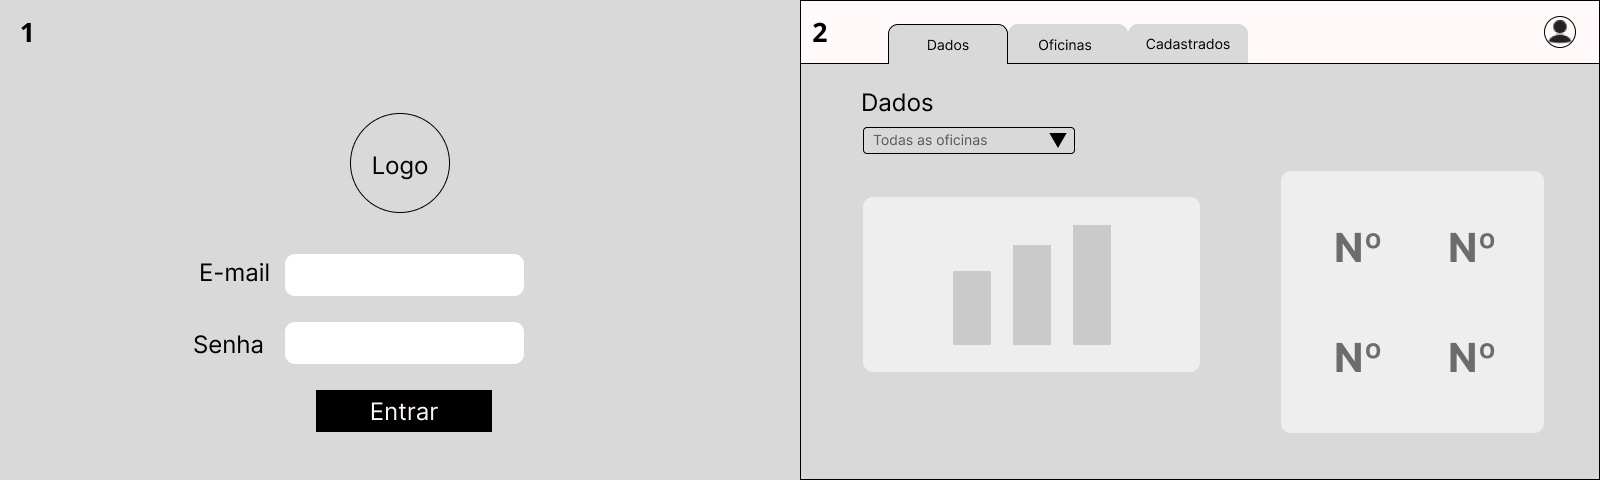 1
Logo
E-mail
Senha
Entrar
2
Dados
Oficinas
Cadastrados
Dados
Todas as oficinas
Nº Nº
Nº Nº